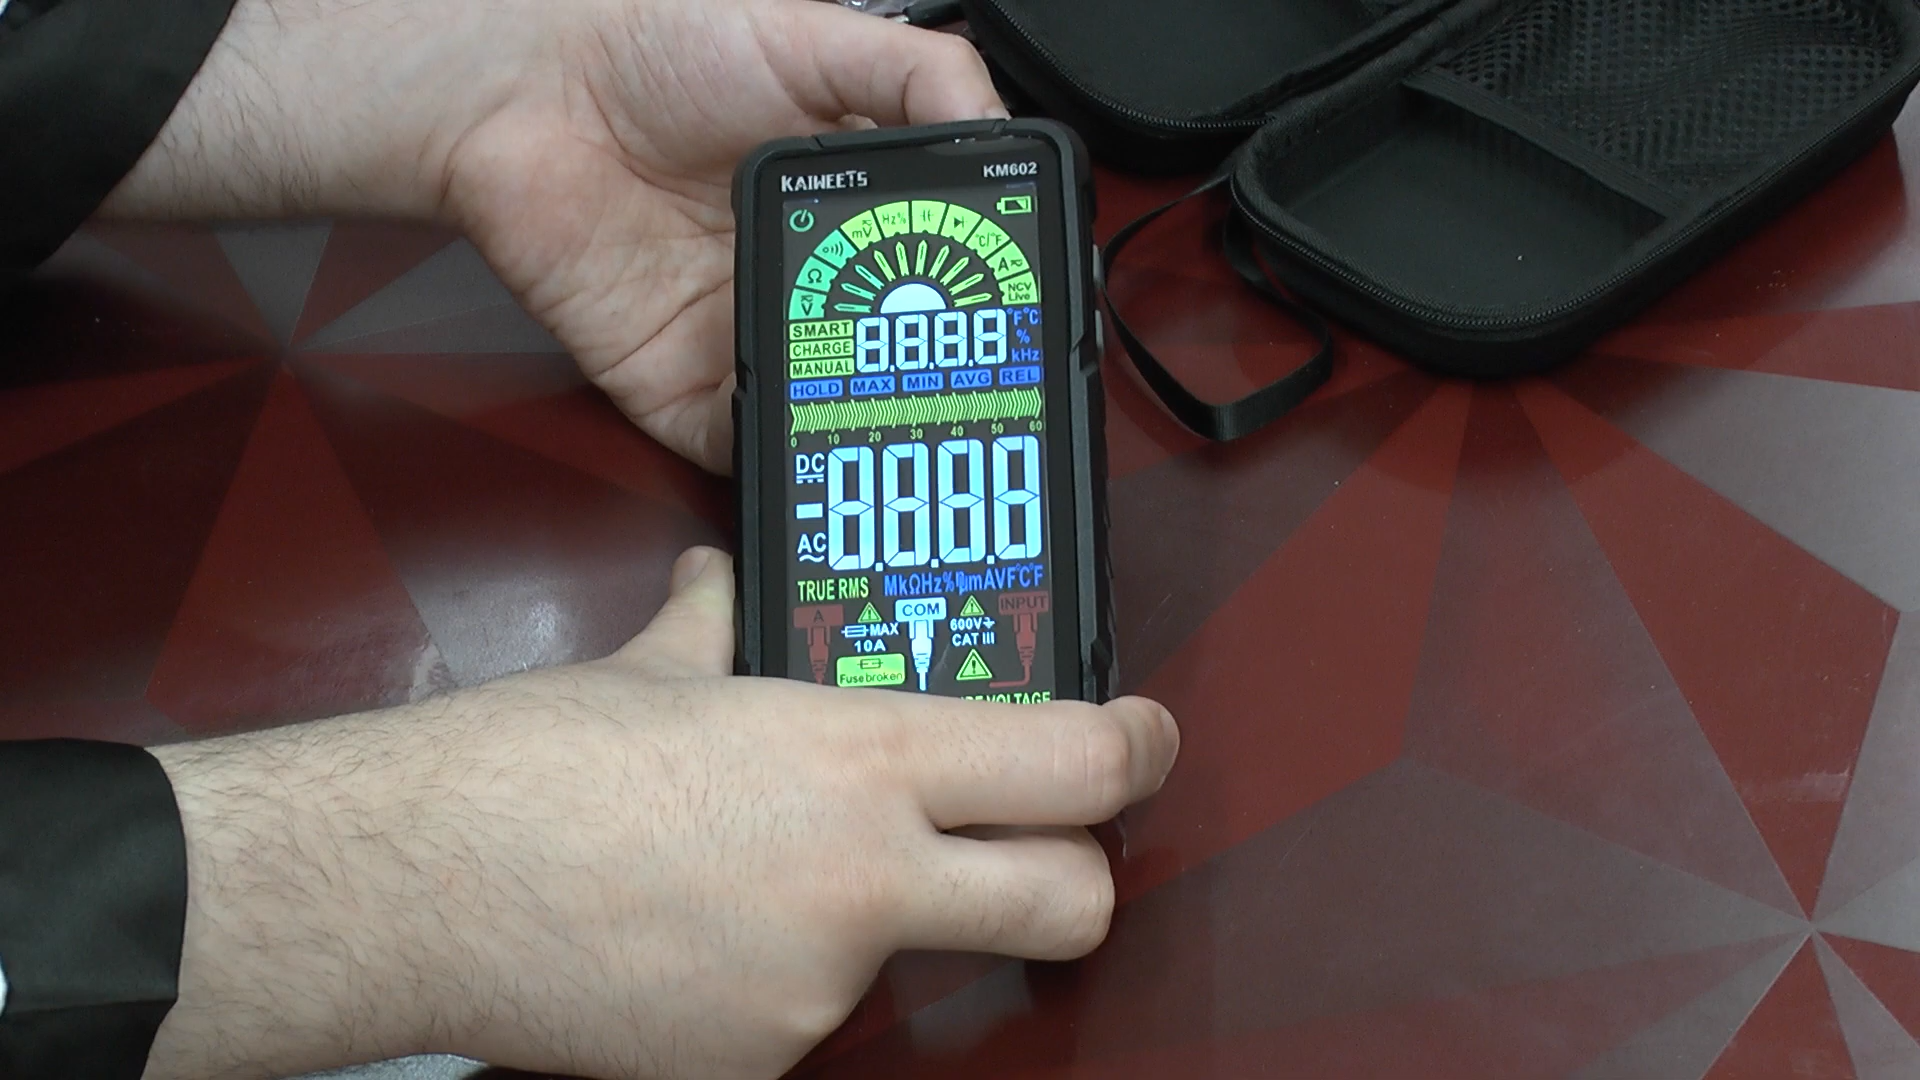 KAIWEETS KM602
V Ω mV Hz% °C/°F A NCV Live
SMART
CHARGE
MANUAL
8.8.8.8
°F°C
%
kHz
HOLD MAX MIN AVG REL
0 10 20 30 40 50 60
DC
8.8.8.8
AC
TRUE RMS MkΩHz%
mAVF°C°F
A COM INPUT
MAX 600V
10A CAT III
Fuse broken
VOLTAGE